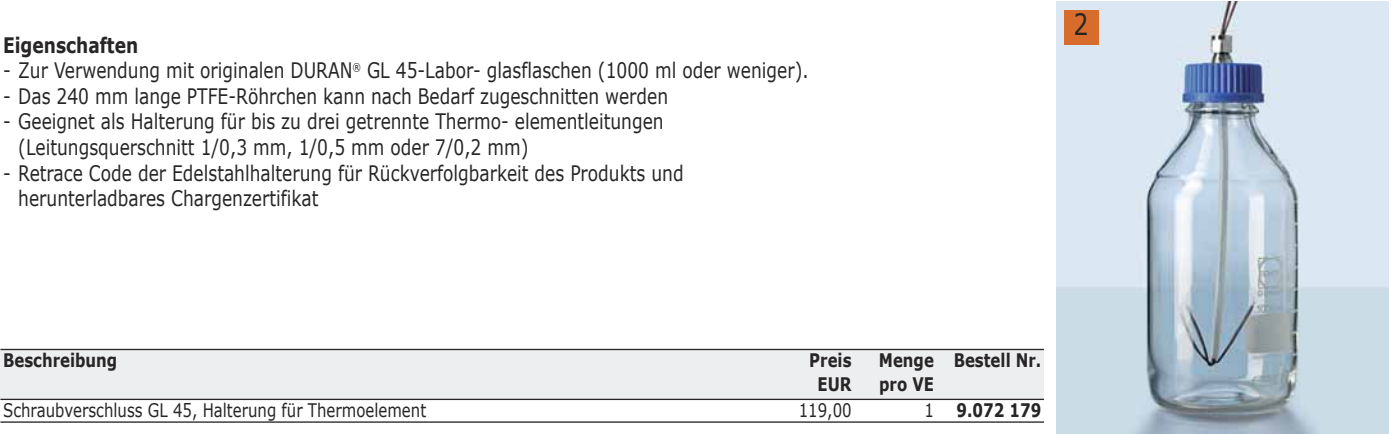 Eigenschaften
- Zur Verwendung mit originalen DURAN® GL 45-Labor- glasflaschen (1000 ml oder weniger).
- Das 240 mm lange PTFE-Röhrchen kann nach Bedarf zugeschnitten werden
- Geeignet als Halterung für bis zu drei getrennte Thermo- elementleitungen
(Leitungsquerschnitt 1/0,3 mm, 1/0,5 mm oder 7/0,2 mm)
- Retrace Code der Edelstahlhalterung für Rückverfolgbarkeit des Produkts und
herunterladbares Chargenzertifikat
2
Beschreibung Preis Menge Bestell Nr.
EUR pro VE
Schraubverschluss GL 45, Halterung für Thermoelement 119,00 1 9.072 179